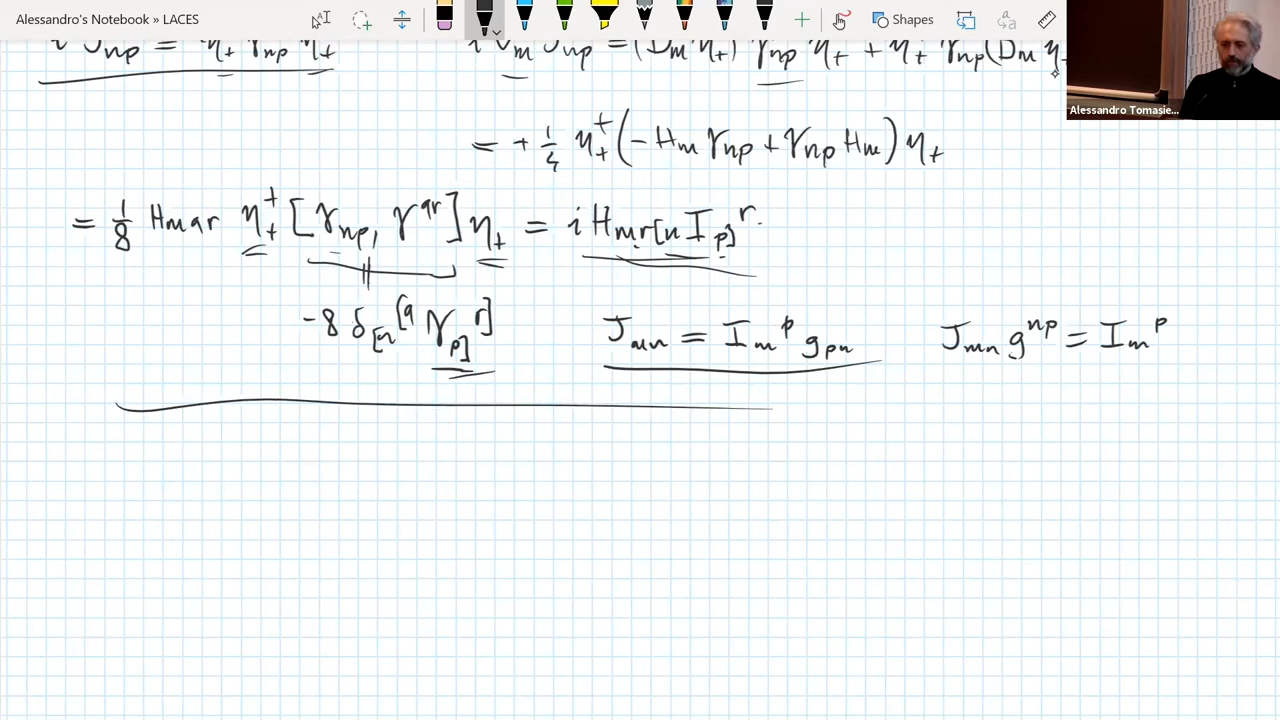 Alessandro's Notebook » LACES
Shapes
Alessandro Tomasie...
i J_{np} = η_+^† γ_{np} η_+    i ∇_m J_{np} = (D_m η_+)^† γ_{np} η_+ + η_+^† γ_{np} (D_m η_+
= + 1/4 η_+^† (- H_m γ_{np} + γ_{np} H_m) η_+
= 1/8 H_{mqr} η_+^† [γ_{np}, γ^{qr}] η_+ = i H_{mr[n} I_{p]}^r.
-8 δ_{[n}^{[q} γ_{p]}^{r]}    J_{mn} = I_m^p g_{pn}    J_{mn} g^{np} = I_m^p